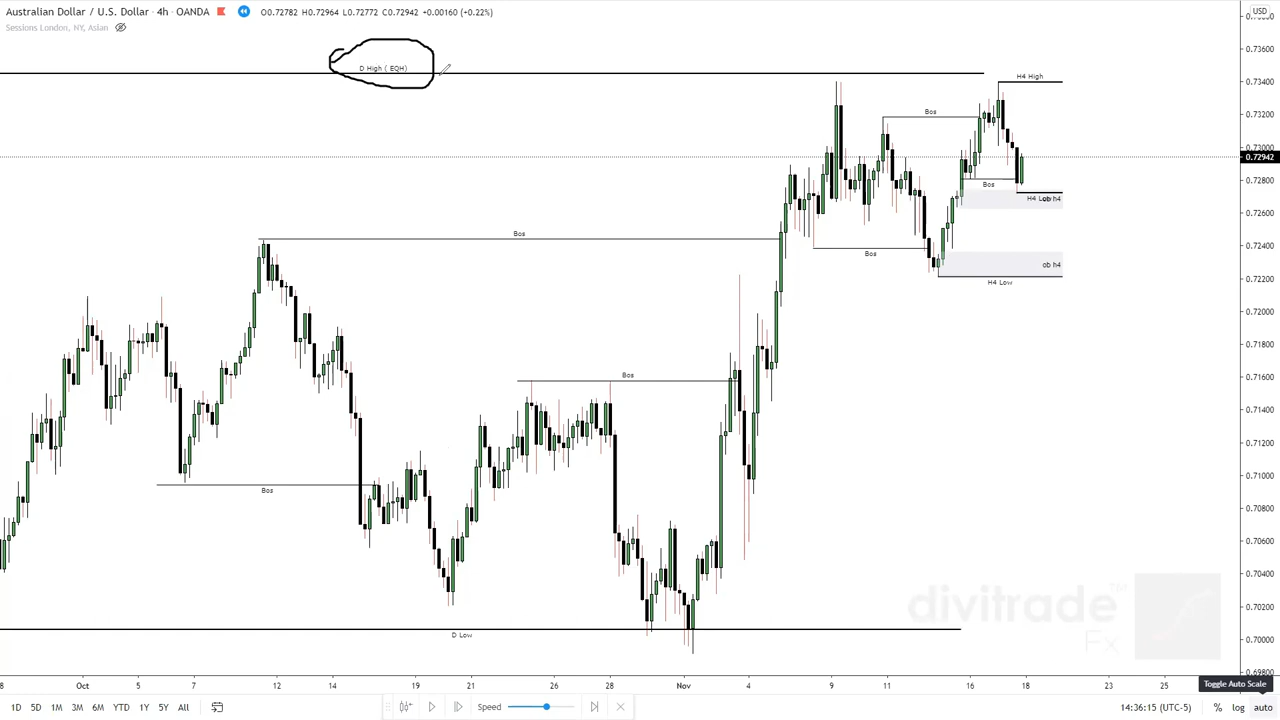 Australian Dollar / U.S. Dollar · 4h · OANDA O0.72782 H0.72964 L0.72772 C0.72942 +0.00160 (+0.22%)
Sessions London, NY, Asian
USD
0.73600
D High ( EQH)
H4 High
0.73400
Bos
0.73200
0.73000
0.72942
0.72800
Bos
H4 L
ob h4
0.72600
Bos
0.72400
Bos
ob h4
0.72200
H4 Low
0.72000
0.71800
Bos
0.71600
0.71400
0.71200
0.71000
Bos
0.70800
0.70600
0.70400
divitrade™
Fx
0.70200
D Low
0.70000
0.69800
8 Oct 5 7 12 14 19 21 26 28 Nov 4 9 11 16 18 23 25
Toggle Auto Scale
1D 5D 1M 3M 6M YTD 1Y 5Y All Speed 14:36:15 (UTC-5) % log auto